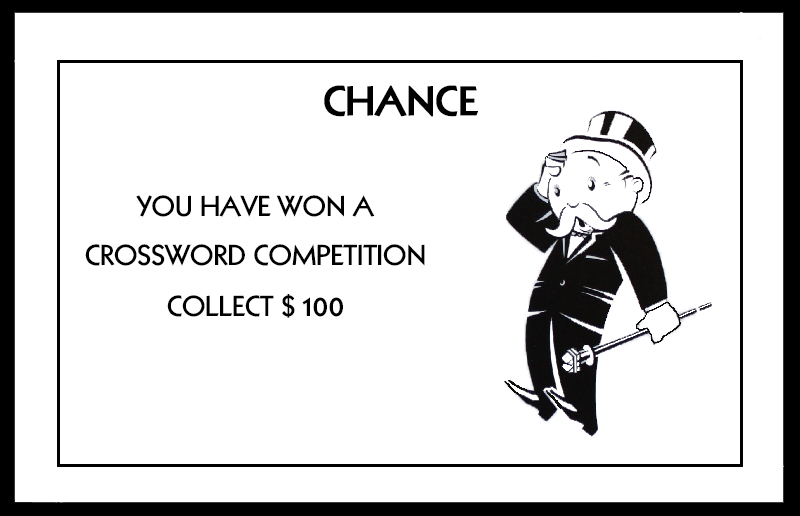 CHANCE
YOU HAVE WON A
CROSSWORD COMPETITION
COLLECT $ 100